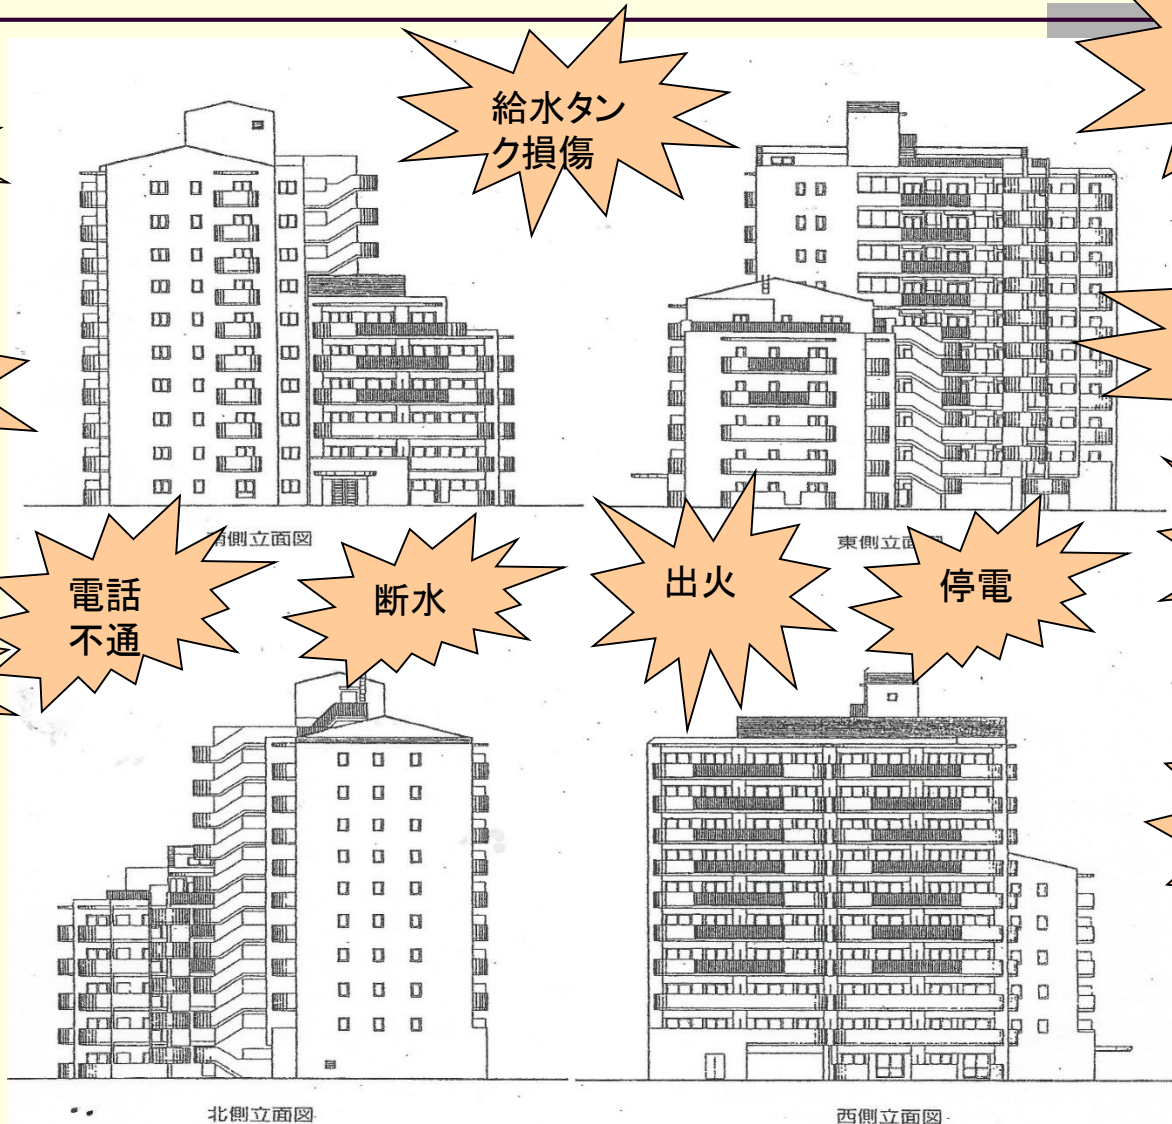 給水タン
ク損傷
南側立面図
東側立面図
電話
不通
断水
出火
停電
北側立面図
西側立面図